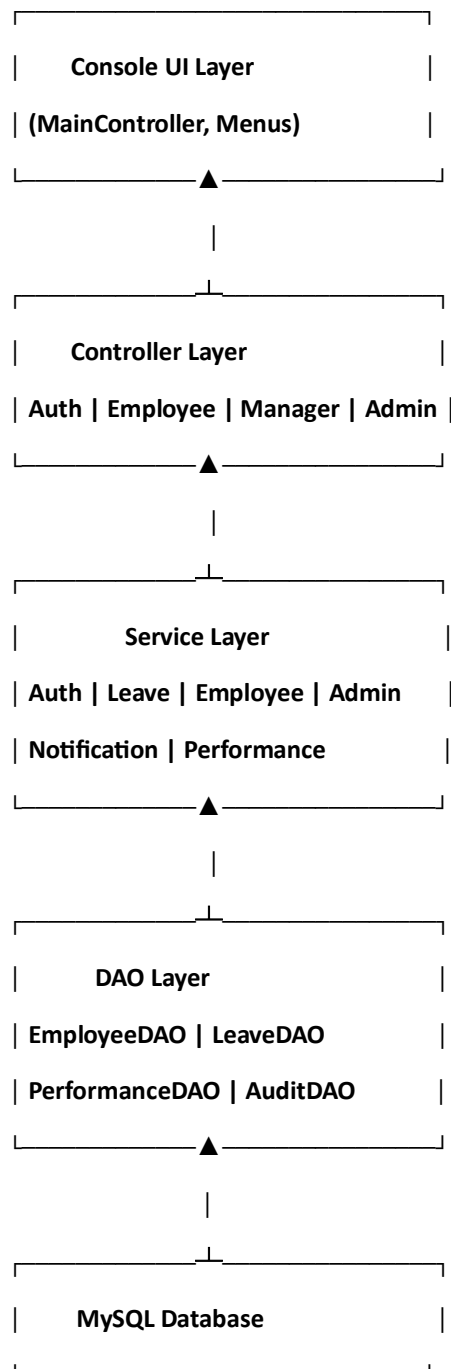 Console UI Layer
(MainController, Menus)
Controller Layer
Auth | Employee | Manager | Admin
Service Layer
Auth | Leave | Employee | Admin
Notification | Performance
DAO Layer
EmployeeDAO | LeaveDAO
PerformanceDAO | AuditDAO
MySQL Database